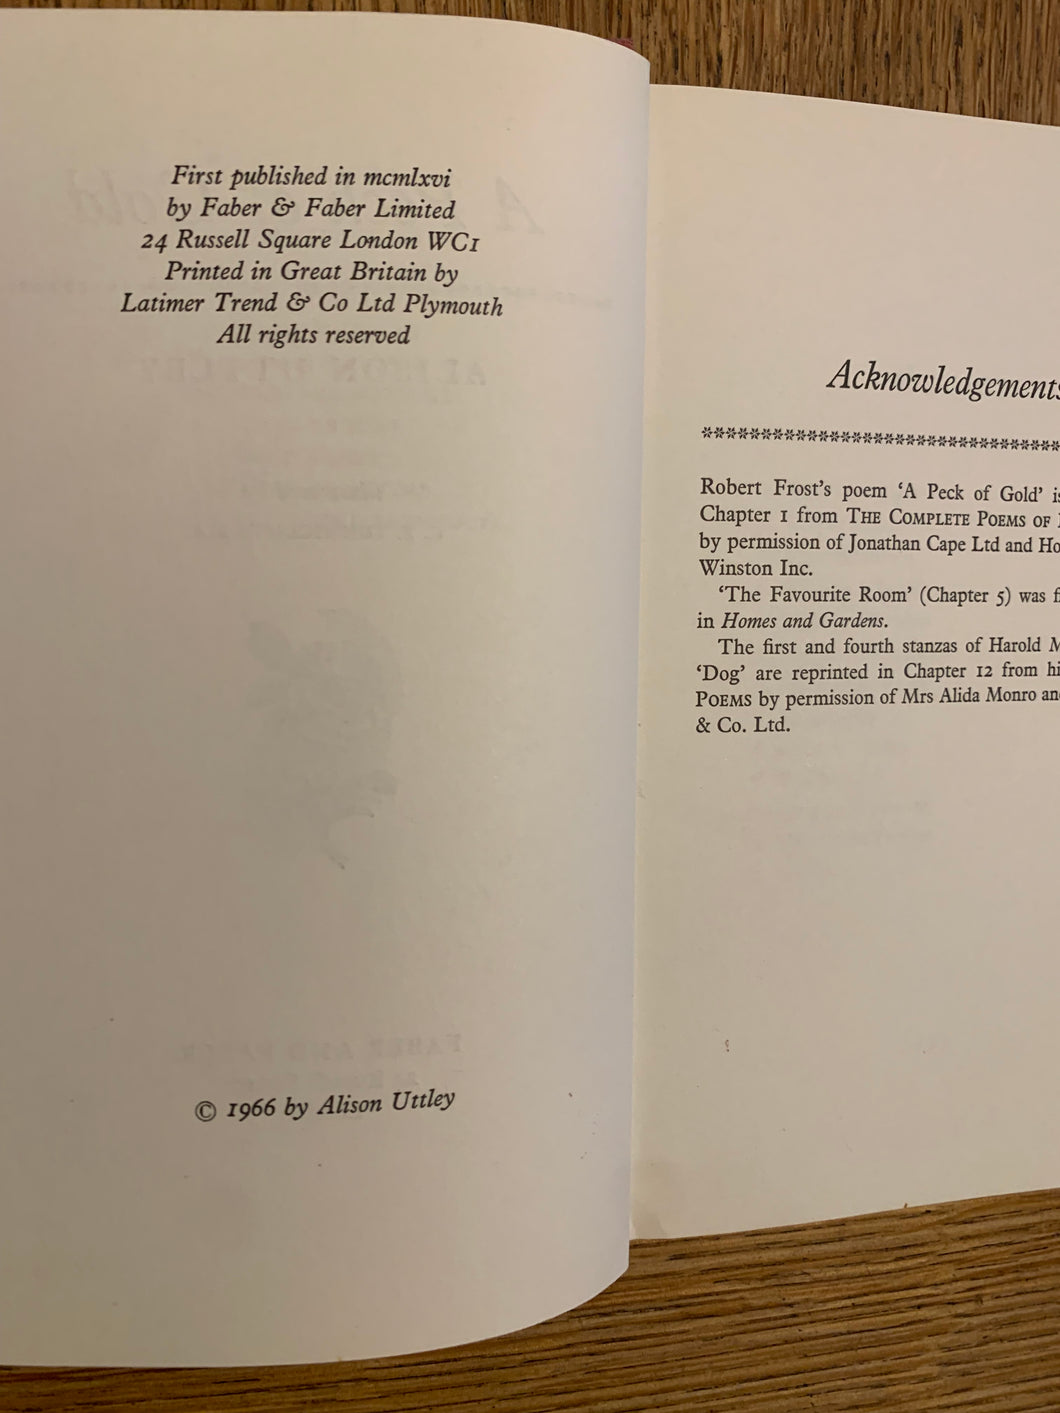 First published in mcmlxvi
by Faber & Faber Limited
24 Russell Square London WC1
Printed in Great Britain by
Latimer Trend & Co Ltd Plymouth
All rights reserved
© 1966 by Alison Uttley
Acknowledgements
******************************
Robert Frost's poem ‘A Peck of Gold’
Chapter 1 from THE COMPLETE POEMS OF
by permission of Jonathan Cape Ltd and
Winston Inc.
‘The Favourite Room’ (Chapter 5) was
in Homes and Gardens.
The first and fourth stanzas of Harold
‘Dog’ are reprinted in Chapter 12 from
POEMS by permission of Mrs Alida Monro
& Co. Ltd.